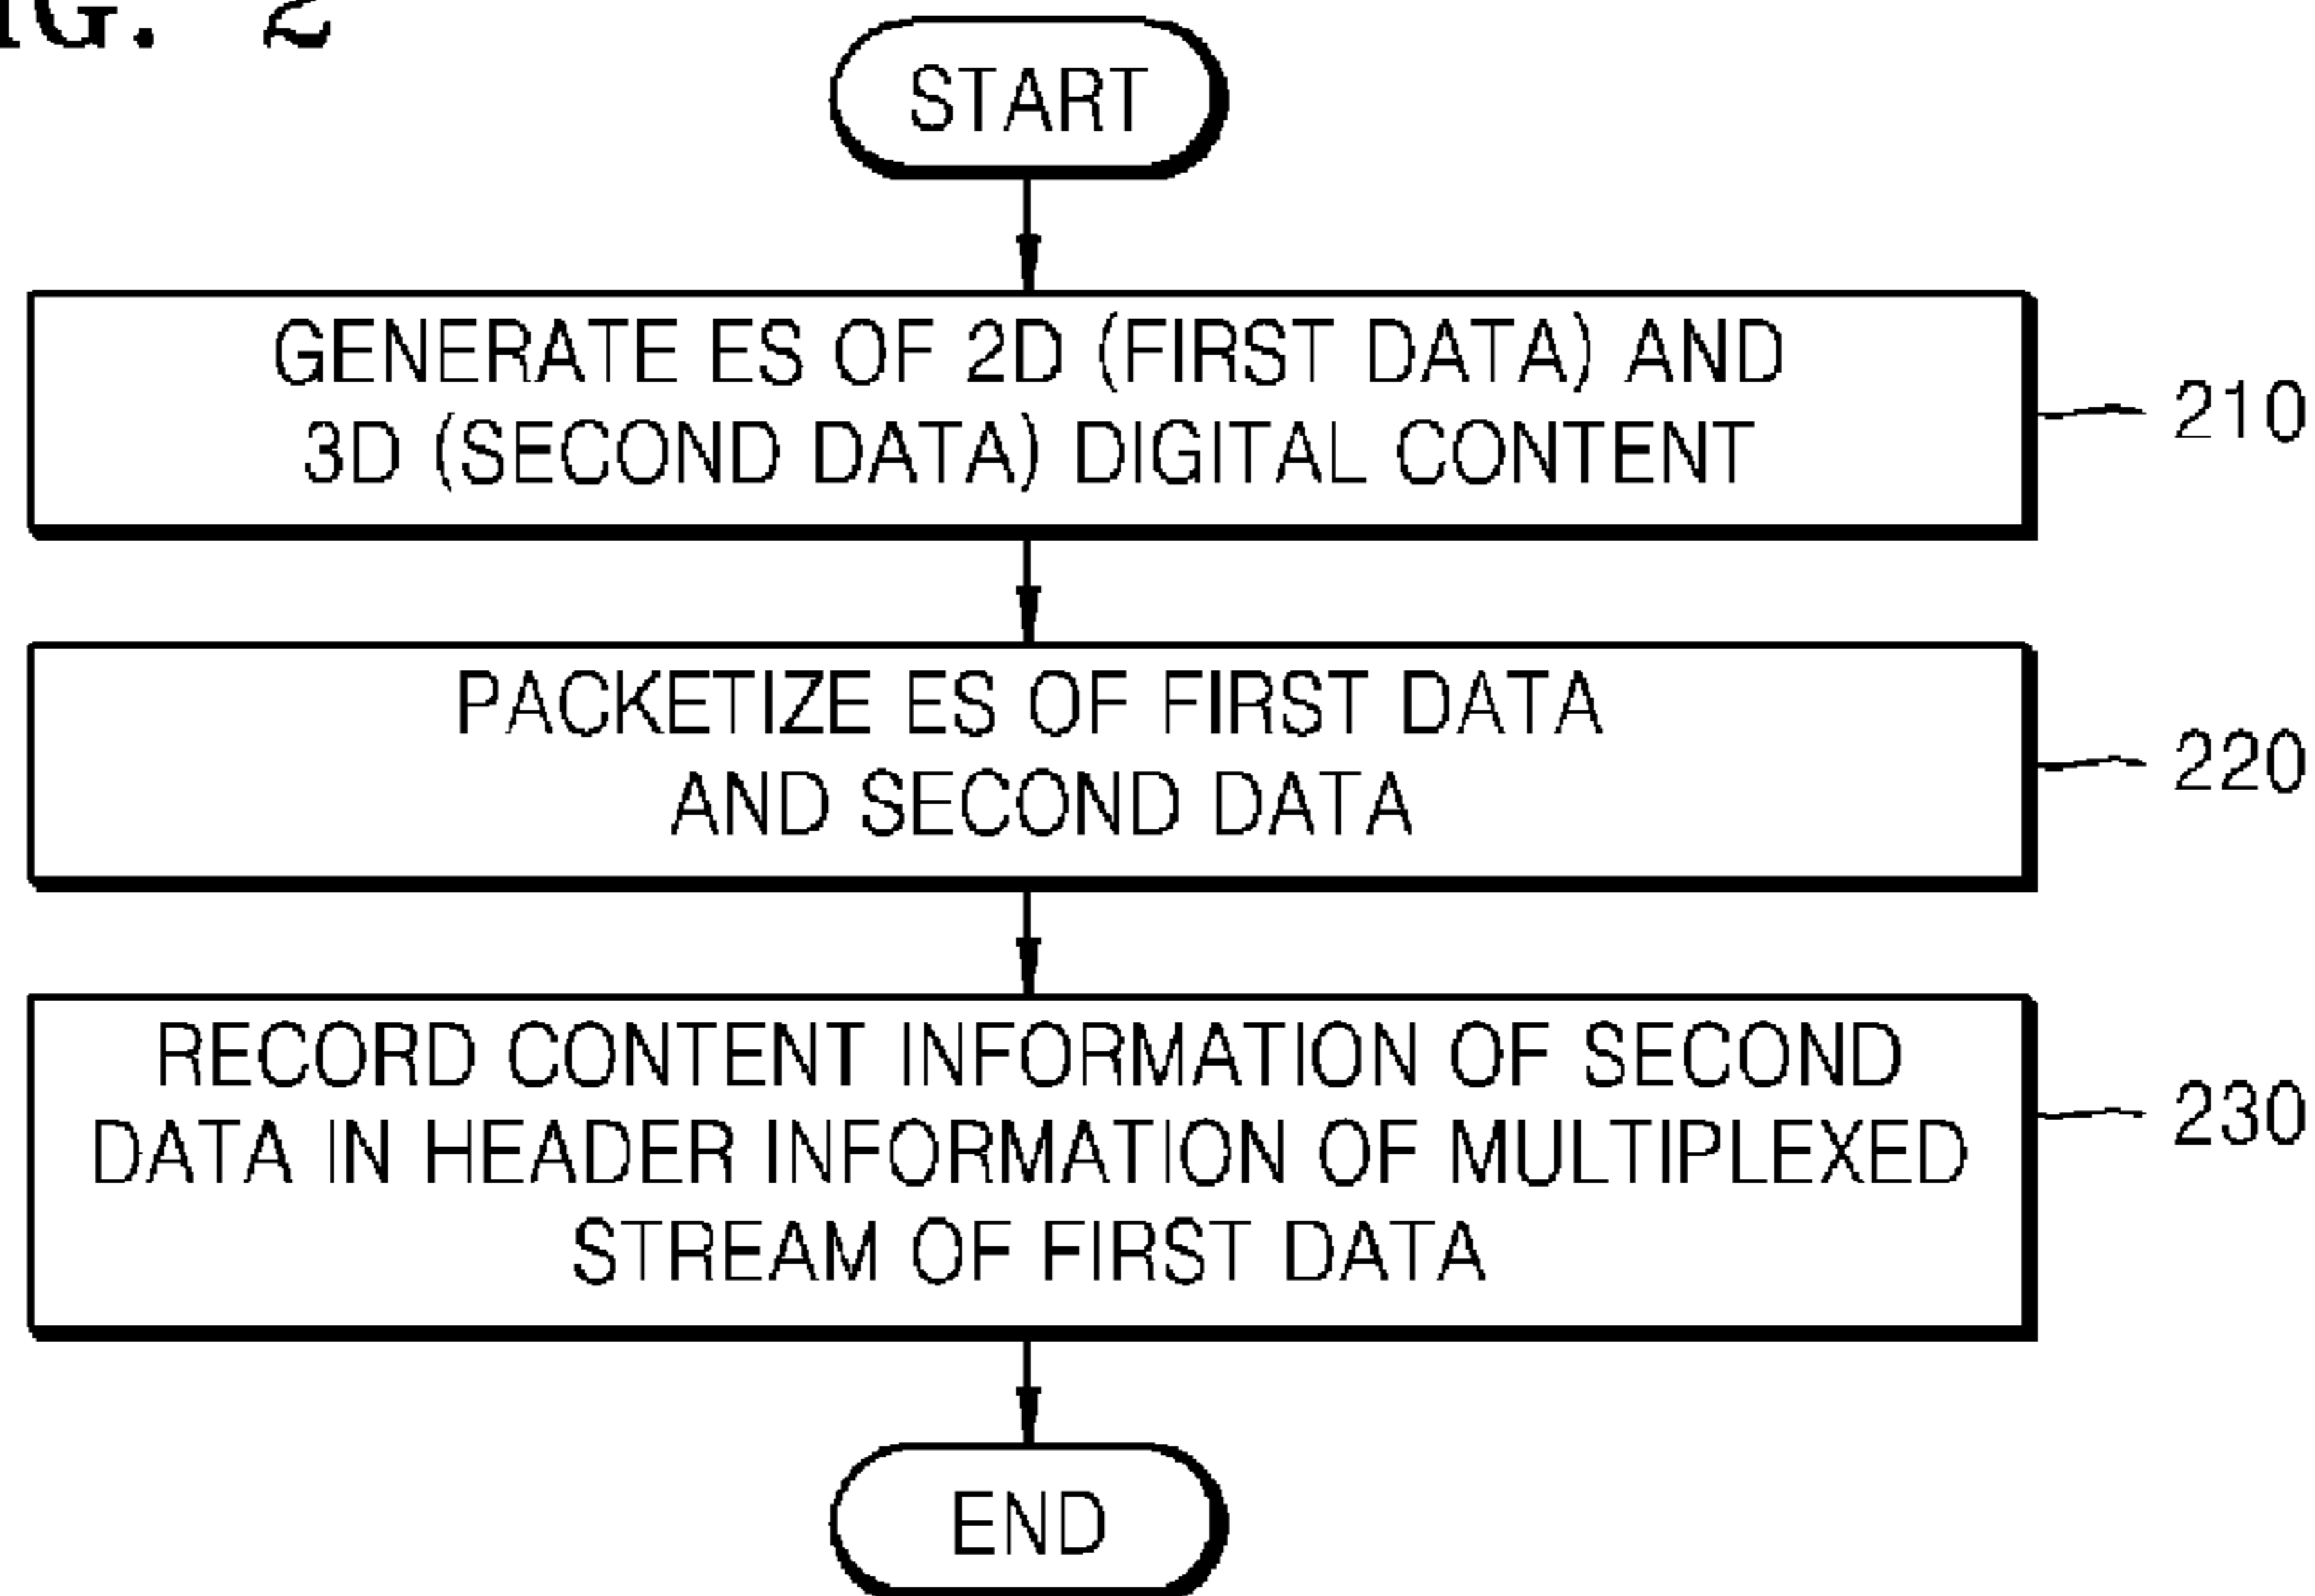 G. 2
START
GENERATE ES OF 2D (FIRST DATA) AND
3D (SECOND DATA) DIGITAL CONTENT
210
PACKETIZE ES OF FIRST DATA
AND SECOND DATA
220
RECORD CONTENT INFORMATION OF SECOND
DATA IN HEADER INFORMATION OF MULTIPLEXED
STREAM OF FIRST DATA
230
END